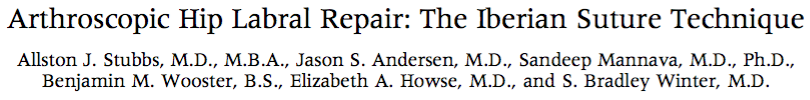 Arthroscopic Hip Labral Repair: The Iberian Suture Technique
Allston J. Stubbs, M.D., M.B.A., Jason S. Andersen, M.D., Sandeep Mannava, M.D., Ph.D.,
Benjamin M. Wooster, B.S., Elizabeth A. Howse, M.D., and S. Bradley Winter, M.D.